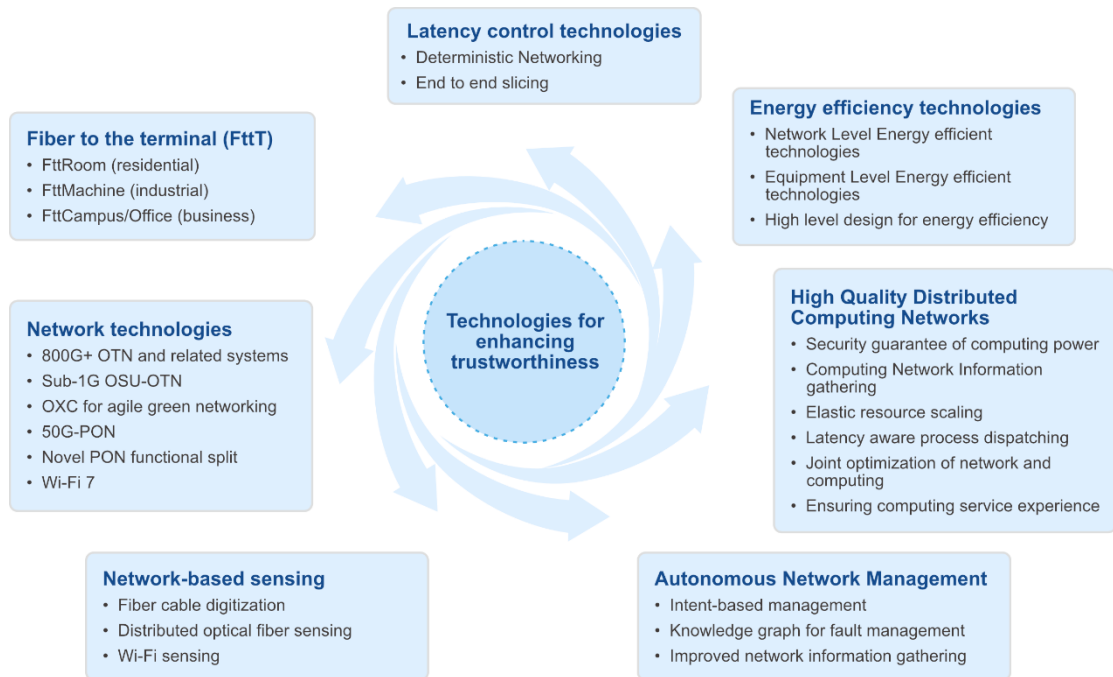 Latency control technologies
• Deterministic Networking
• End to end slicing
Fiber to the terminal (FttT)
• FttRoom (residential)
• FttMachine (industrial)
• FttCampus/Office (business)
Energy efficiency technologies
• Network Level Energy efficient
technologies
• Equipment Level Energy efficient
technologies
• High level design for energy efficiency
Technologies for
enhancing
trustworthiness
Network technologies
• 800G+ OTN and related systems
• Sub-1G OSU-OTN
• OXC for agile green networking
• 50G-PON
• Novel PON functional split
• Wi-Fi 7
High Quality Distributed
Computing Networks
• Security guarantee of computing power
• Computing Network Information
gathering
• Elastic resource scaling
• Latency aware process dispatching
• Joint optimization of network and
computing
• Ensuring computing service experience
Network-based sensing
• Fiber cable digitization
• Distributed optical fiber sensing
• Wi-Fi sensing
Autonomous Network Management
• Intent-based management
• Knowledge graph for fault management
• Improved network information gathering